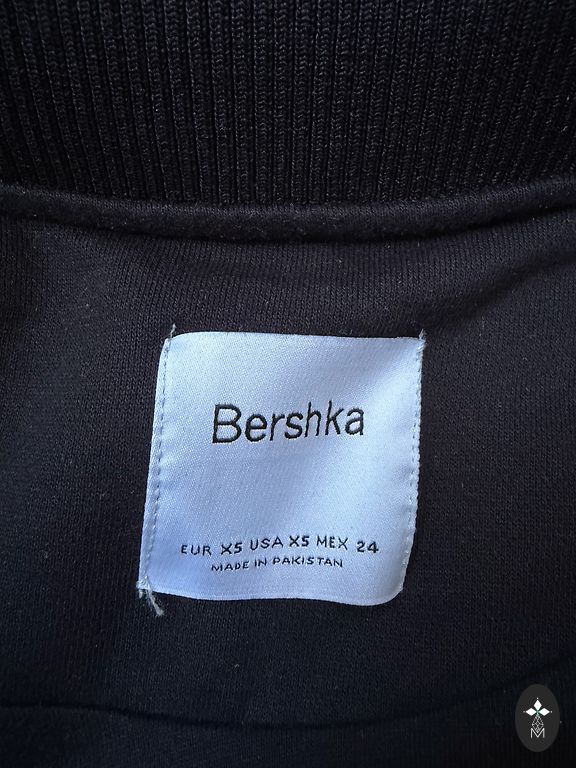 Bershka
EUR XS USA XS MEX 24
MADE IN PAKISTAN
M